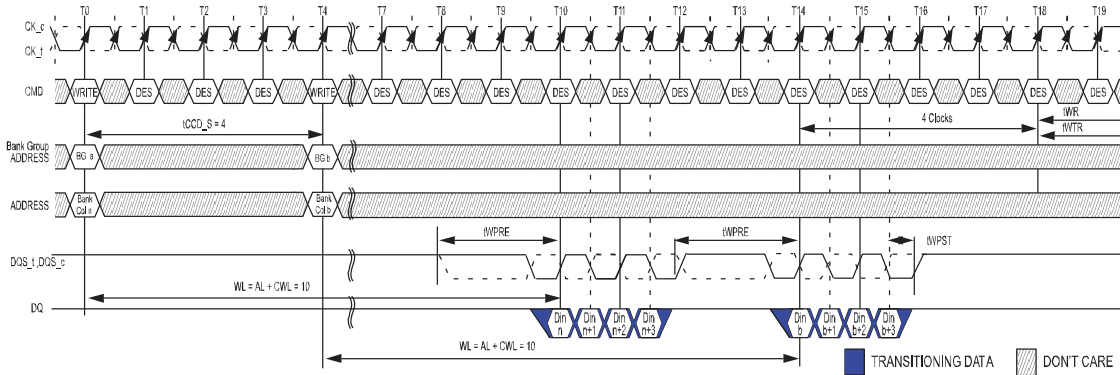 T0 T1 T2 T3 T4 T7 T8 T9 T10 T11 T12 T13 T14 T15 T16 T17 T18 T19
CK_c
CK_t
CMD WRITE DES DES DES WRITE DES DES DES DES DES DES DES DES DES DES DES DES DES
tCCD_S = 4
4 Clocks
tWR
tWTR
Bank Group
ADDRESS
BG a
BG b
ADDRESS
Bank
Col n
Bank
Col b
tWPRE
tWPRE
tWPST
DQS_t ,DQS_c
WL = AL + CWL = 10
DQ
Din
n
Din
n+1
Din
n+2
Din
n+3
Din
b
Din
b+1
Din
b+2
Din
b+3
WL = AL + CWL = 10
TRANSITIONING DATA
DON'T CARE